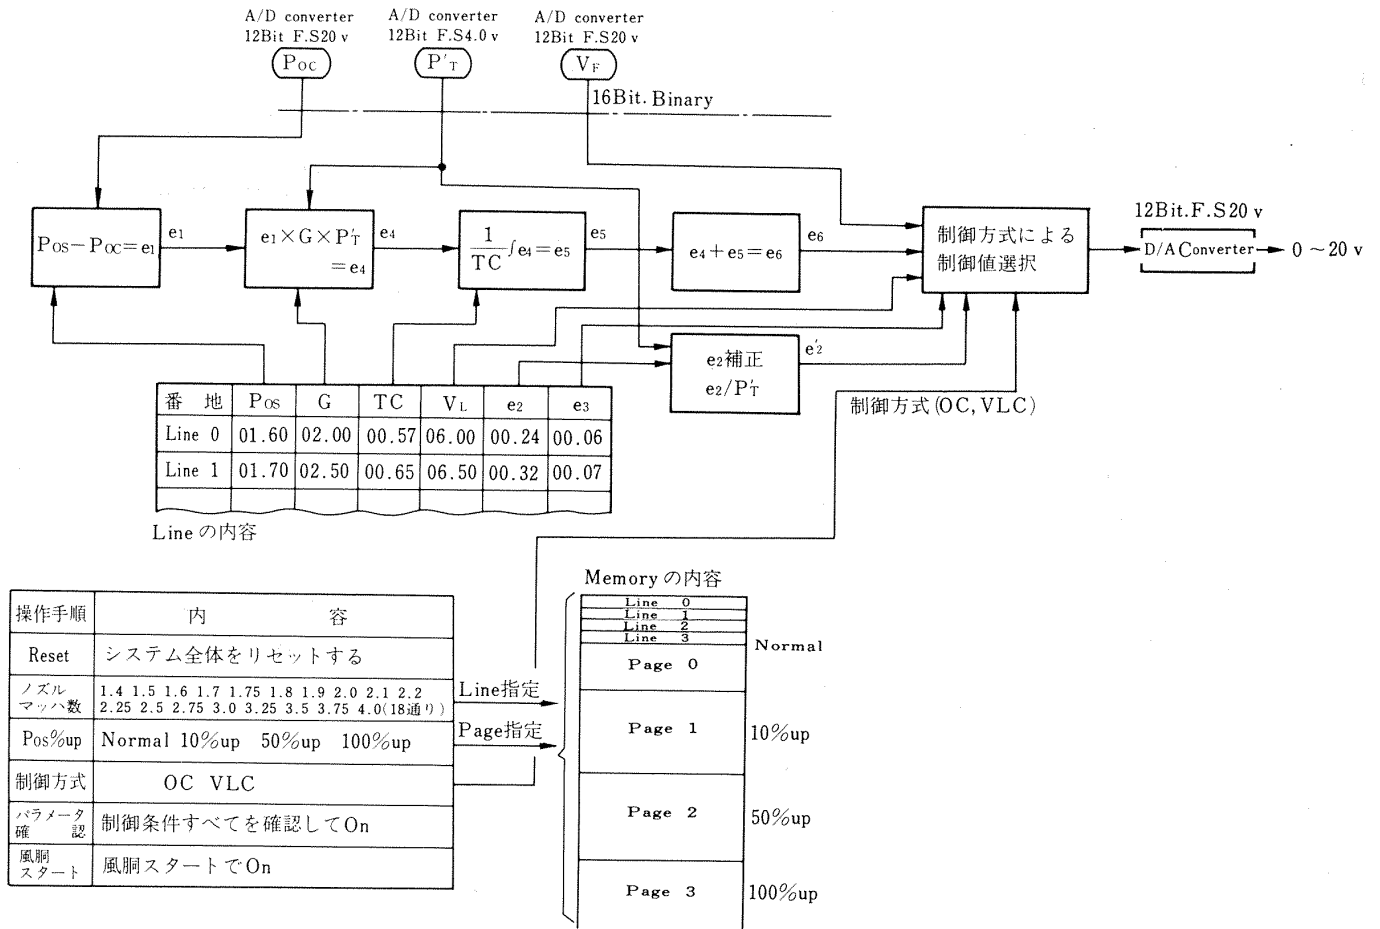 A/D converter
12Bit F.S20 v
POC
A/D converter
12Bit F.S4.0 v
P'T
A/D converter
12Bit F.S20 v
VF
16Bit. Binary
POS−POC=e1
e1
e1×G×P'T
=e4
e4
1/TC ∫e4=e5
e5
e4+e5=e6
e6
制御方式による
制御値選択
12Bit.F.S20 v
D/A Converter
0 ~20 v
e2補正
e2/P'T
e'2
制御方式(OC, VLC)
番 地 POS G TC VL e2 e3
Line 0 01.60 02.00 00.57 06.00 00.24 00.06
Line 1 01.70 02.50 00.65 06.50 00.32 00.07
Line の内容
操作手順 内 容
Reset システム全体をリセットする
ノズル
マッハ数
1.4 1.5 1.6 1.7 1.75 1.8 1.9 2.0 2.1 2.2
2.25 2.5 2.75 3.0 3.25 3.5 3.75 4.0(18通り)
Pos%up Normal 10%up 50%up 100%up
制御方式 OC VLC
パラメータ
確 認
制御条件すべてを確認してOn
風胴
スタート
風胴スタートでOn
Line指定
Page指定
Memory の内容
Line 0
Line 1
Line 2
Line 3
Page 0
Normal
Page 1
10%up
Page 2
50%up
Page 3
100%up